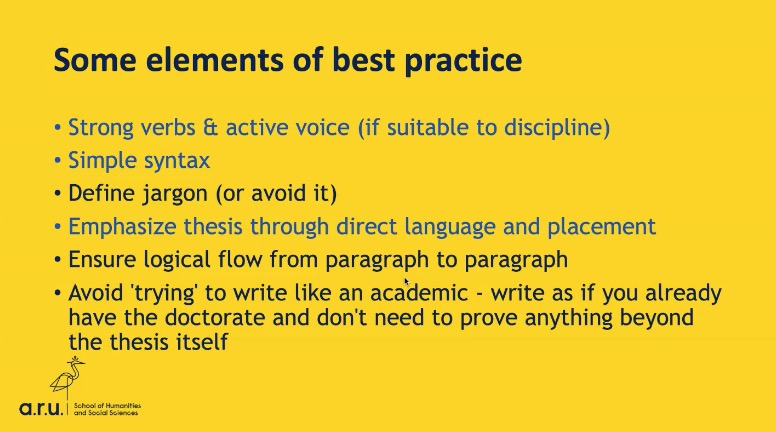 Some elements of best practice
• Strong verbs & active voice (if suitable to discipline)
• Simple syntax
• Define jargon (or avoid it)
• Emphasize thesis through direct language and placement
• Ensure logical flow from paragraph to paragraph
• Avoid 'trying' to write like an academic - write as if you already
have the doctorate and don't need to prove anything beyond
the thesis itself
a.r.u. School of Humanities
and Social Sciences